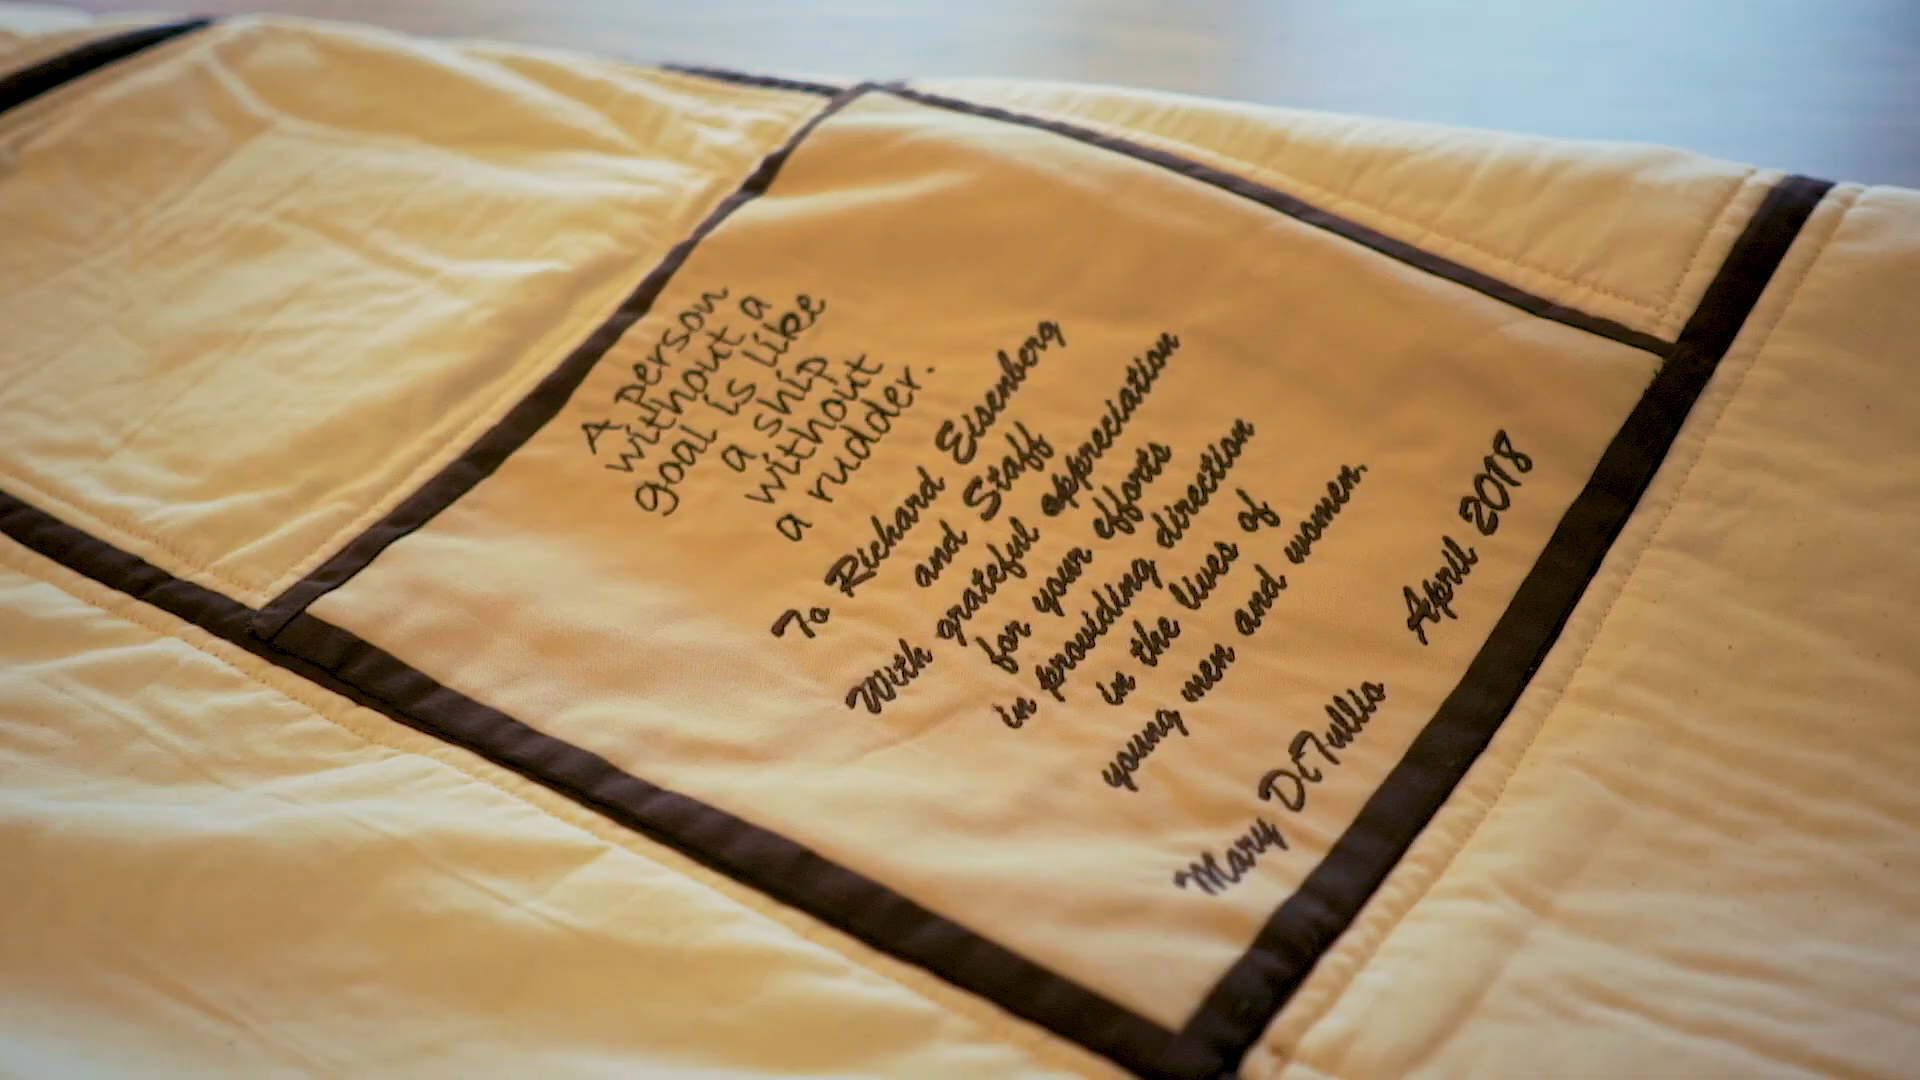 A person
without a
goal is like
a ship
without
a rudder.
To Richard Eisenberg
and Staff
With grateful appreciation
for your efforts
in providing direction
in the lives of
young men and women.
Mary DeTullio April 2018